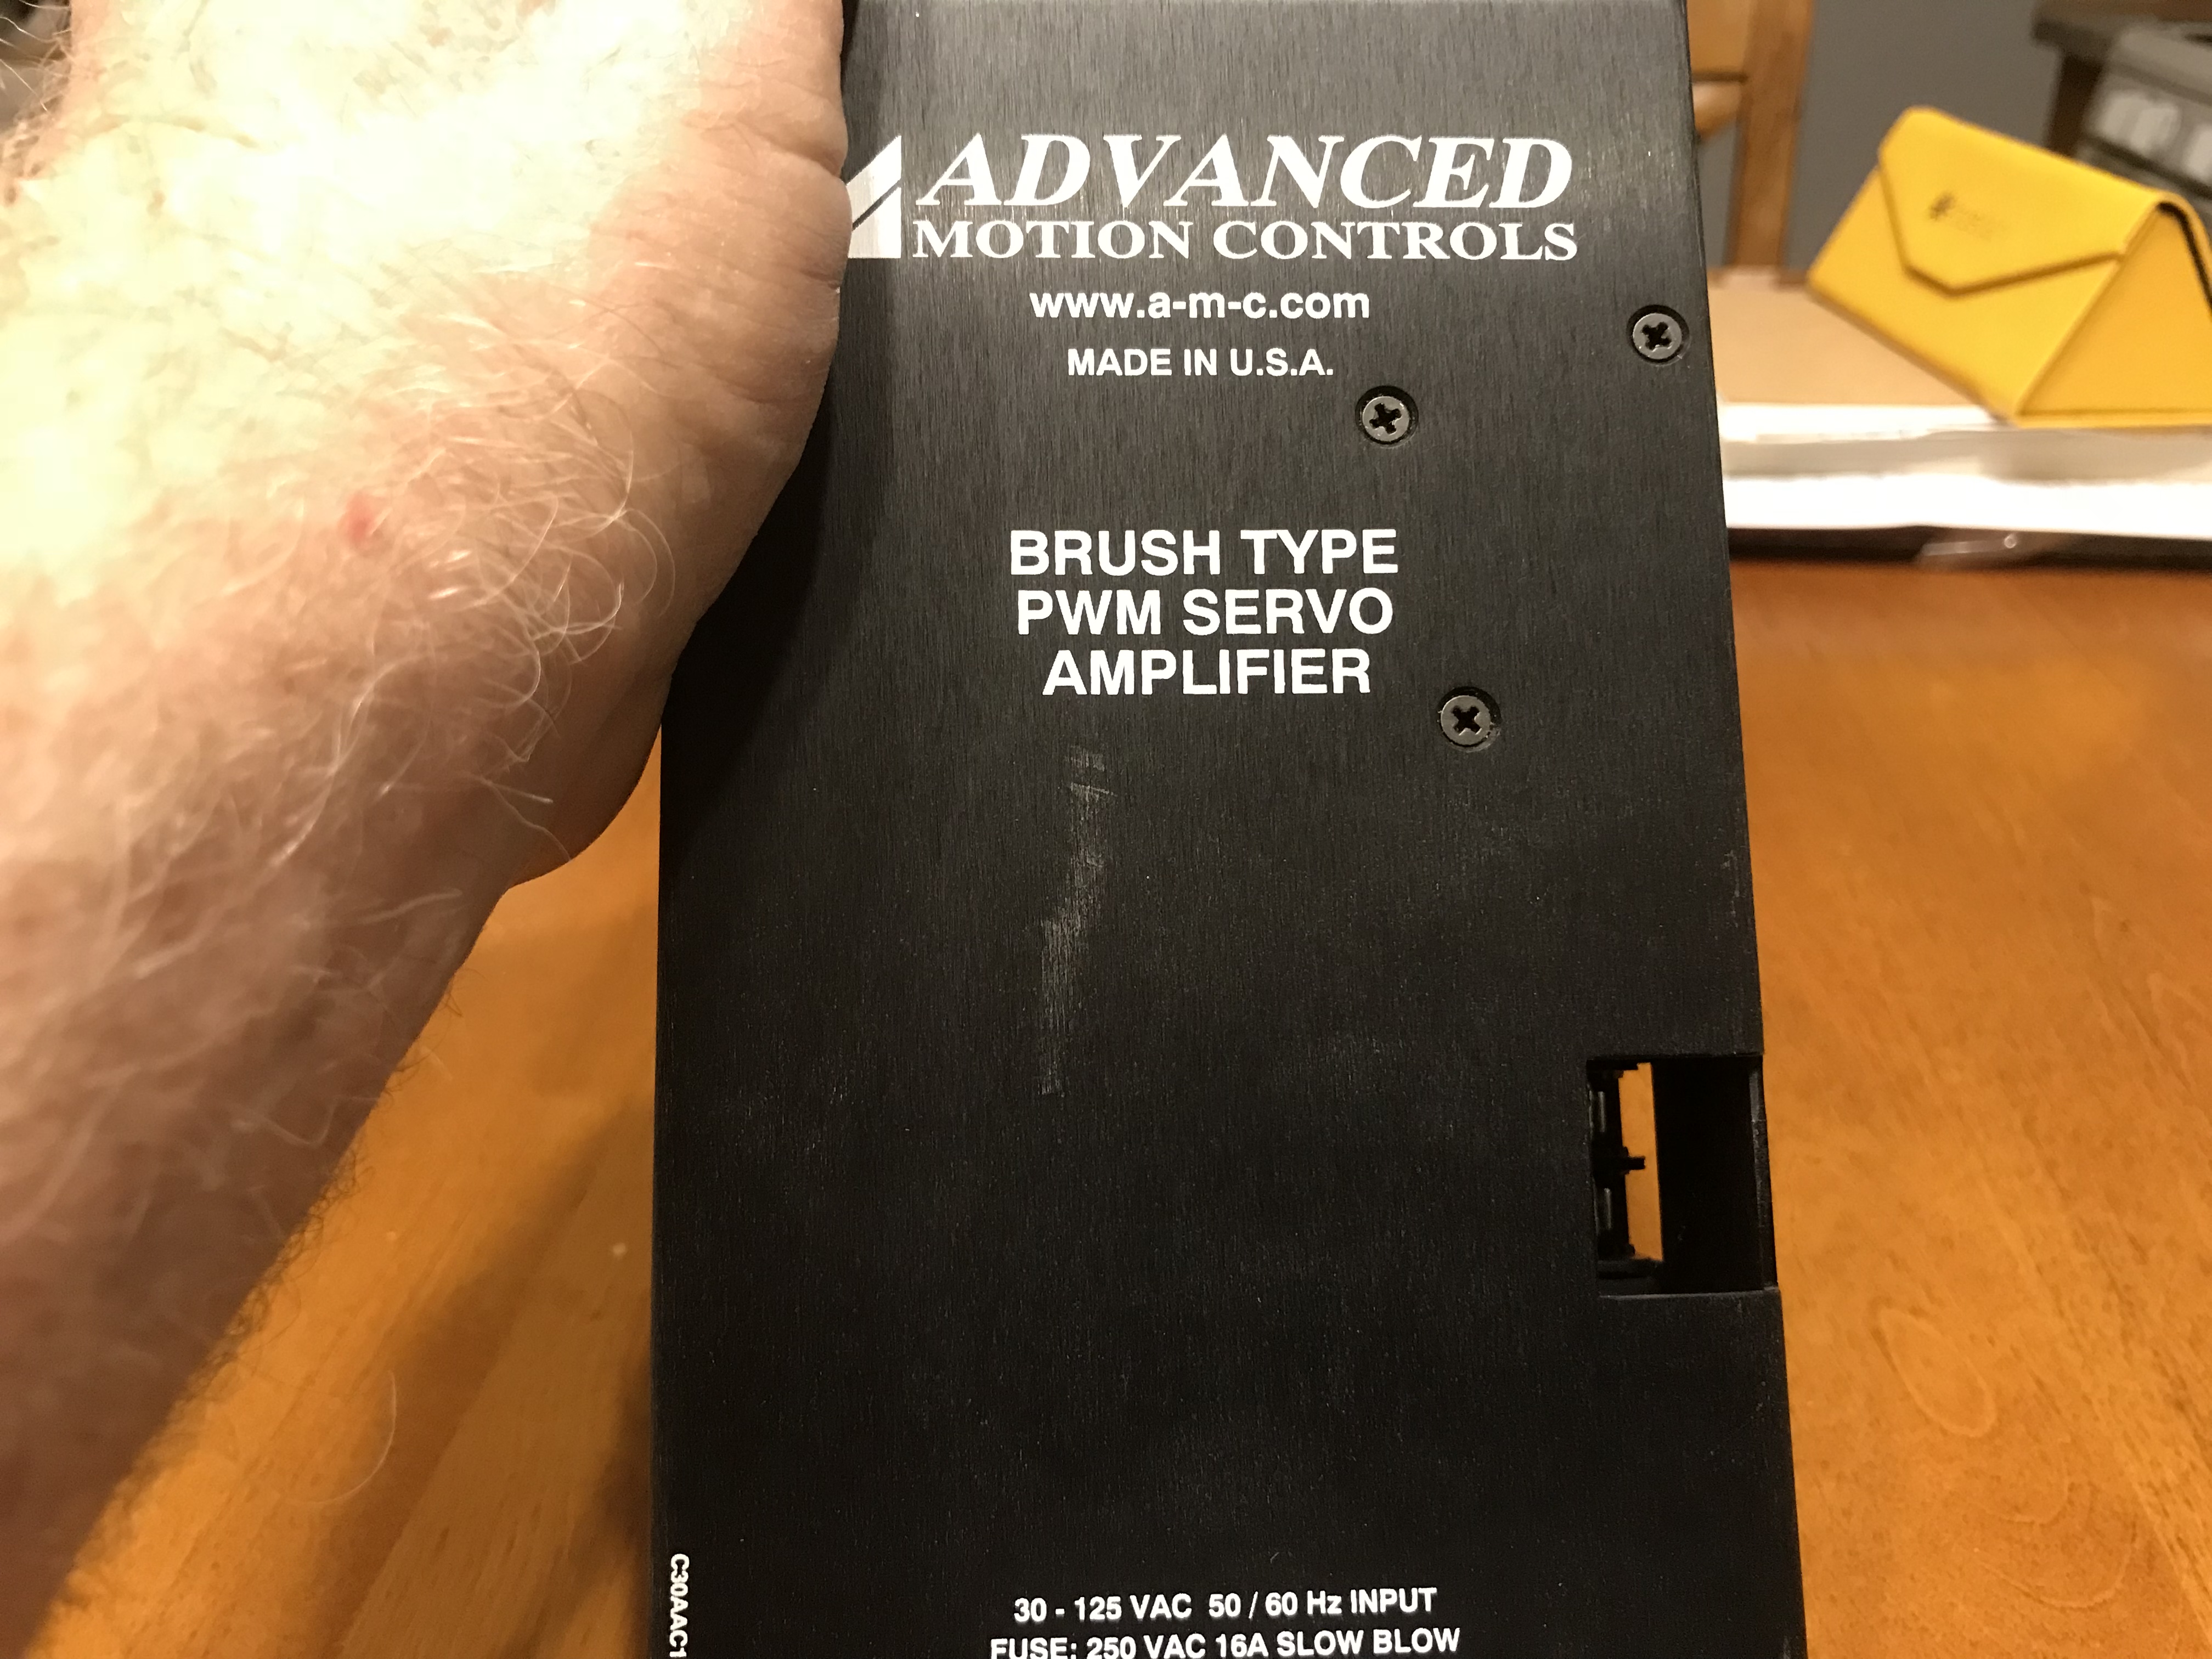 ADVANCED
MOTION CONTROLS
www.a-m-c.com
MADE IN U.S.A.
BRUSH TYPE
PWM SERVO
AMPLIFIER
C30AAC1
30 - 125 VAC 50 / 60 Hz INPUT
FUSE: 250 VAC 16A SLOW BLOW